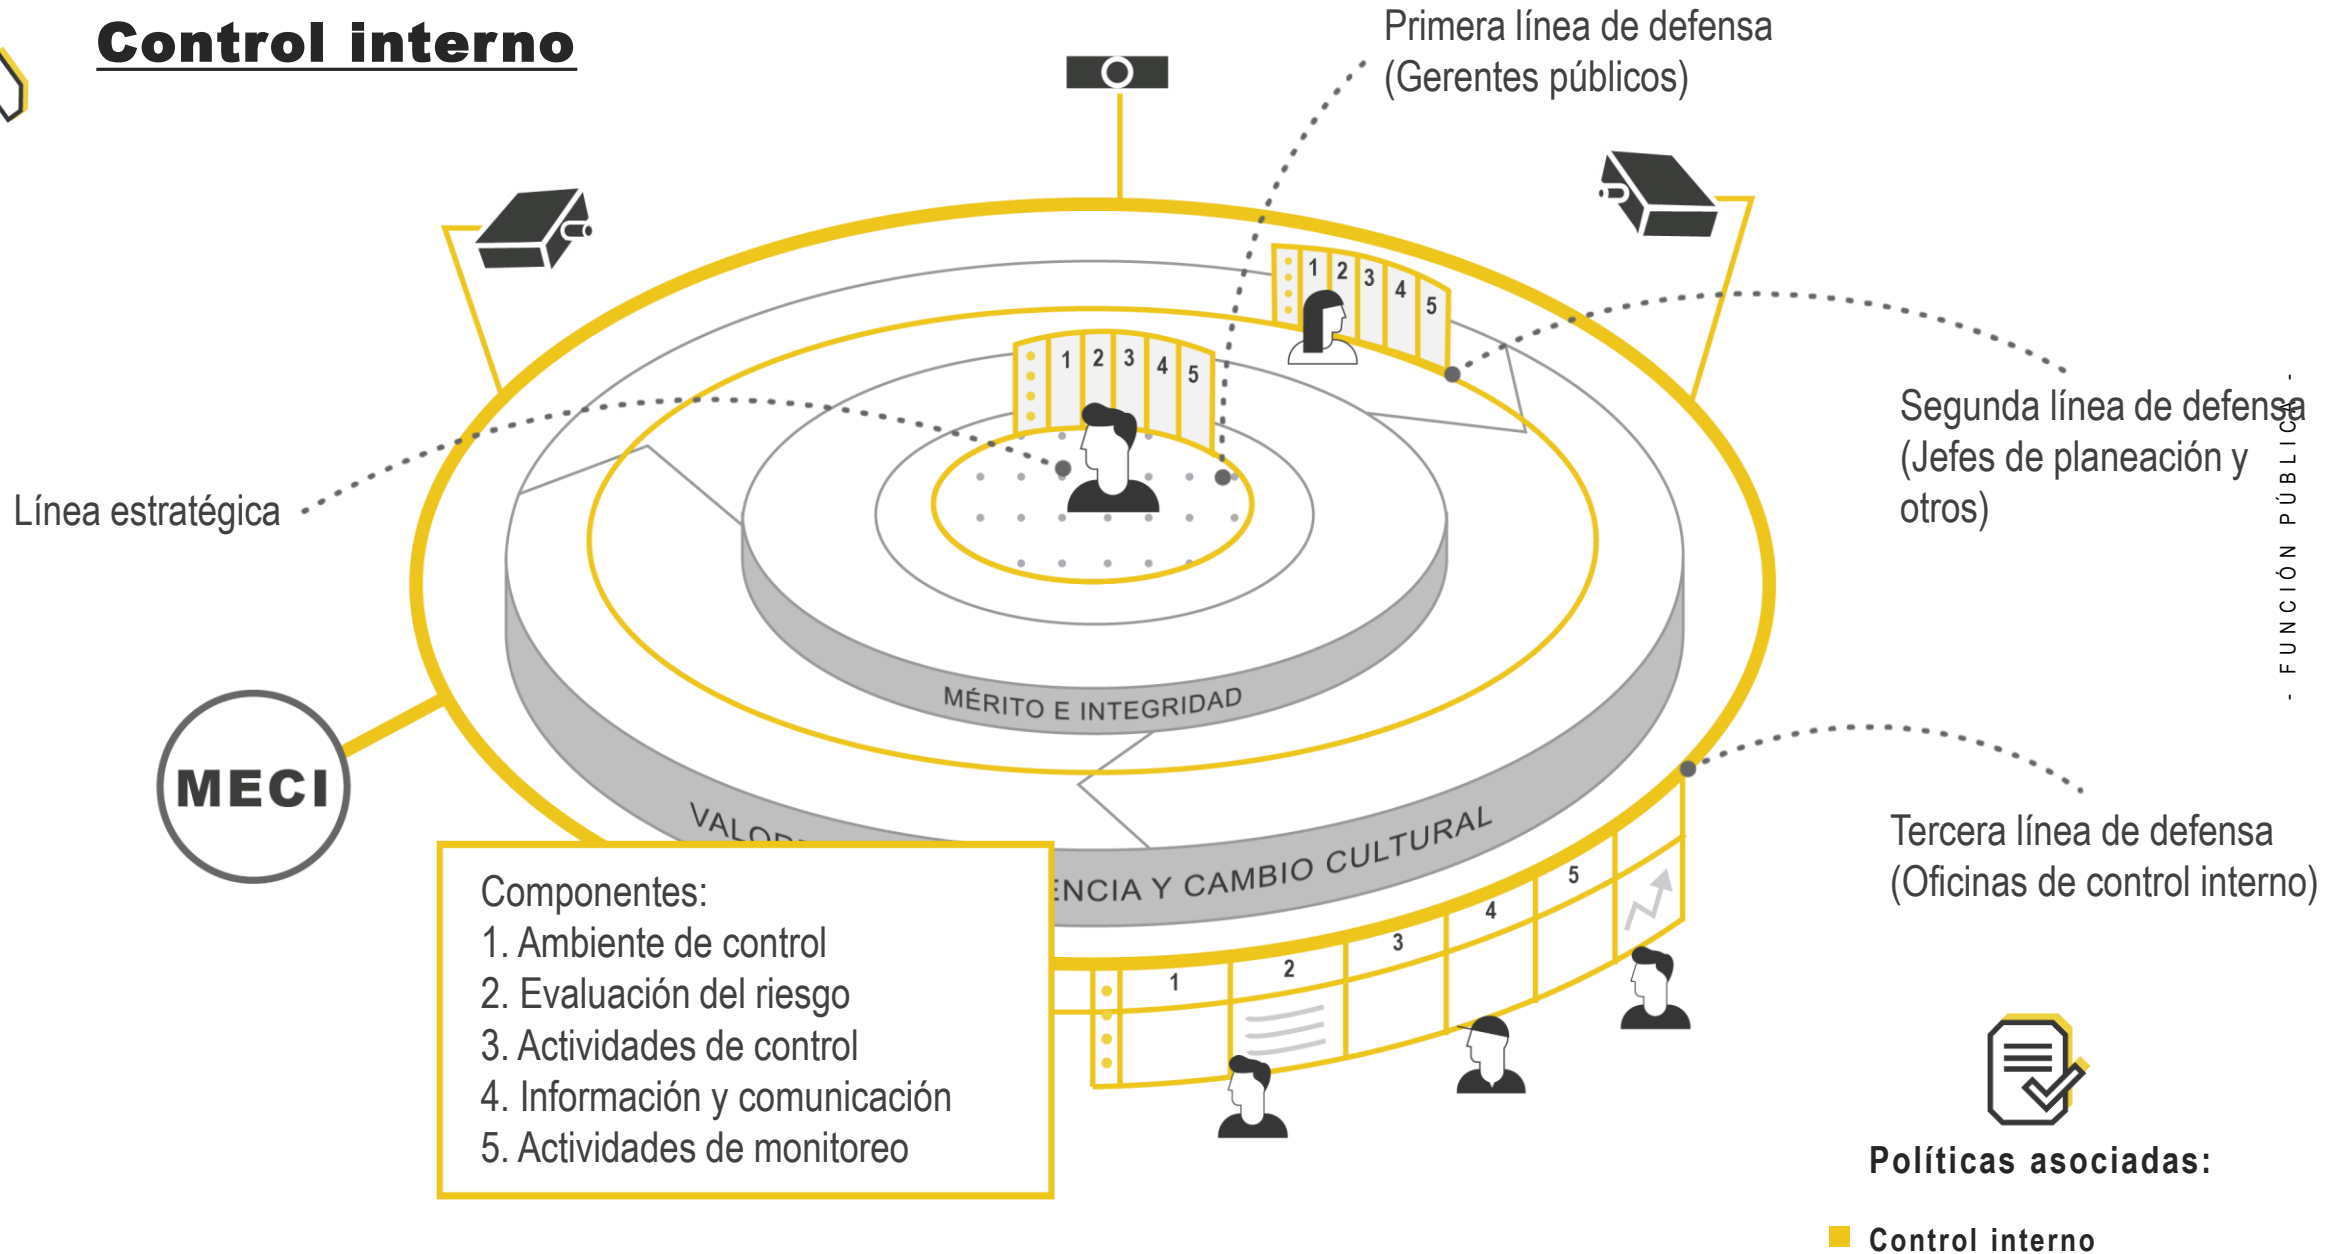 Control interno
Primera línea de defensa
(Gerentes públicos)
1 2 3 4 5
1 2 3 4 5
Segunda línea de defensa
(Jefes de planeación y
otros)
Línea estratégica
- FUNCIÓN PÚBLICA -
MÉRITO E INTEGRIDAD
MECI
ENCIA Y CAMBIO CULTURAL
Tercera línea de defensa
(Oficinas de control interno)
Componentes:
1. Ambiente de control
2. Evaluación del riesgo
3. Actividades de control
4. Información y comunicación
5. Actividades de monitoreo
1 2 3 4 5
Políticas asociadas:
Control interno